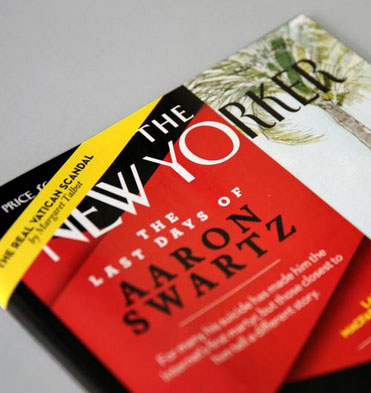 PRICE
THE REAL VATICAN SCANDAL
by Margaret Talbot
THE
NEW YORKER
THE
LAST DAYS OF
AARON
SWARTZ
For many, his suicide has made him the
Internet's first martyr, but those closest to
him tell a different story.